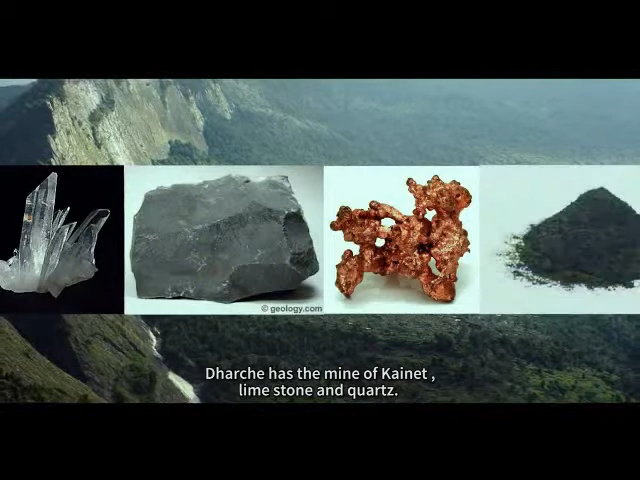 © geology.com
Dharche has the mine of Kainet ,
lime stone and quartz.